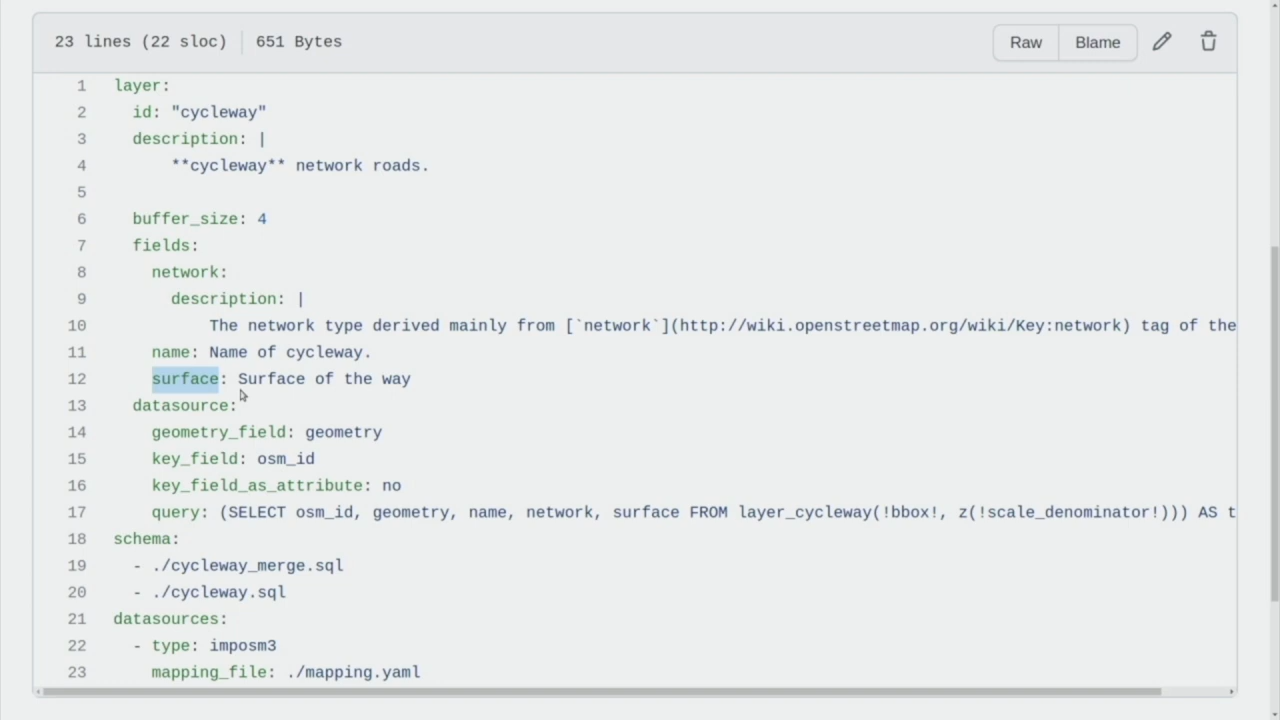 23 lines (22 sloc) 651 Bytes Raw Blame
1 layer:
2 id: "cycleway"
3 description: |
4 **cycleway** network roads.
5
6 buffer_size: 4
7 fields:
8 network:
9 description: |
10 The network type derived mainly from [`network`](http://wiki.openstreetmap.org/wiki/Key:network) tag of the
11 name: Name of cycleway.
12 surface: Surface of the way
13 datasource:
14 geometry_field: geometry
15 key_field: osm_id
16 key_field_as_attribute: no
17 query: (SELECT osm_id, geometry, name, network, surface FROM layer_cycleway(!bbox!, z(!scale_denominator!))) AS t
18 schema:
19 - ./cycleway_merge.sql
20 - ./cycleway.sql
21 datasources:
22 - type: imposm3
23 mapping_file: ./mapping.yaml